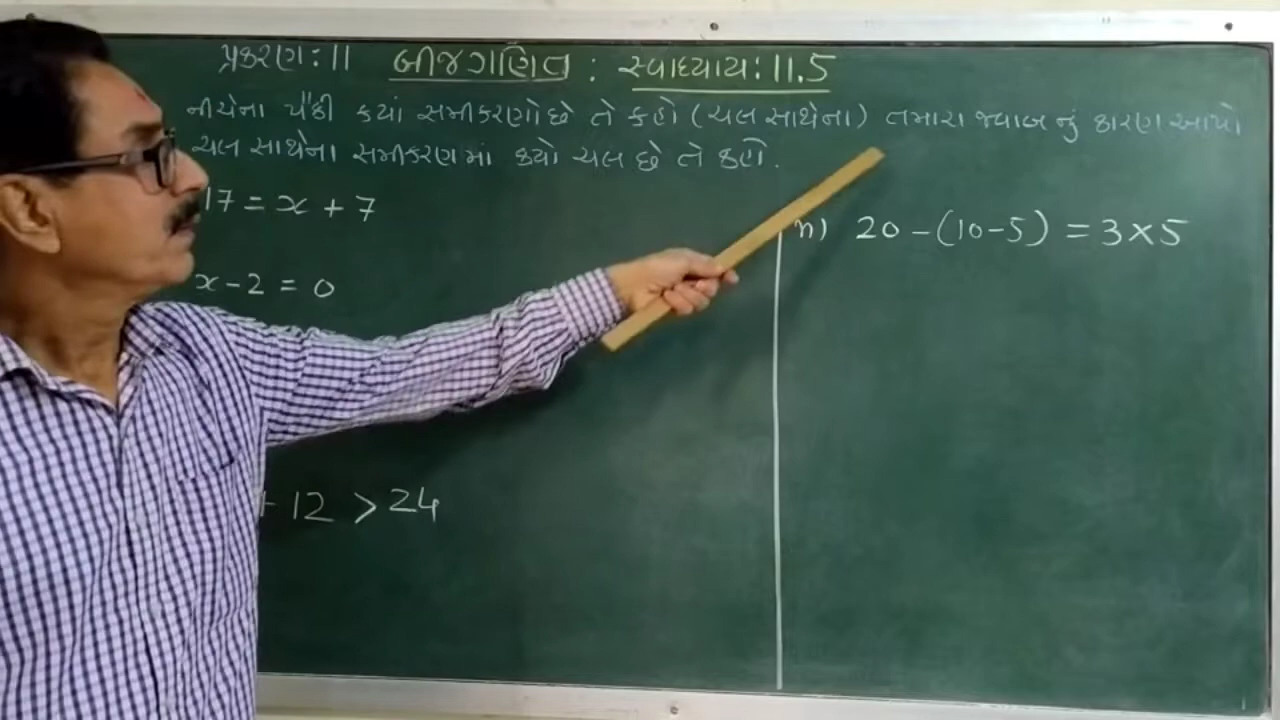 પ્રકરણ: 11 બીજગણિત : સ્વાધ્યાય: 11.5
નીચેના પૈકી કયાં સમીકરણો છે તે કહો (ચલ સાથેના) તમારા જવાબનું કારણ આપો
ચલ સાથેના સમીકરણમાં કયો ચલ છે તે કહો.
17 = x + 7
x - 2 = 0
+ 12 > 24
n) 20 - (10 - 5) = 3 × 5